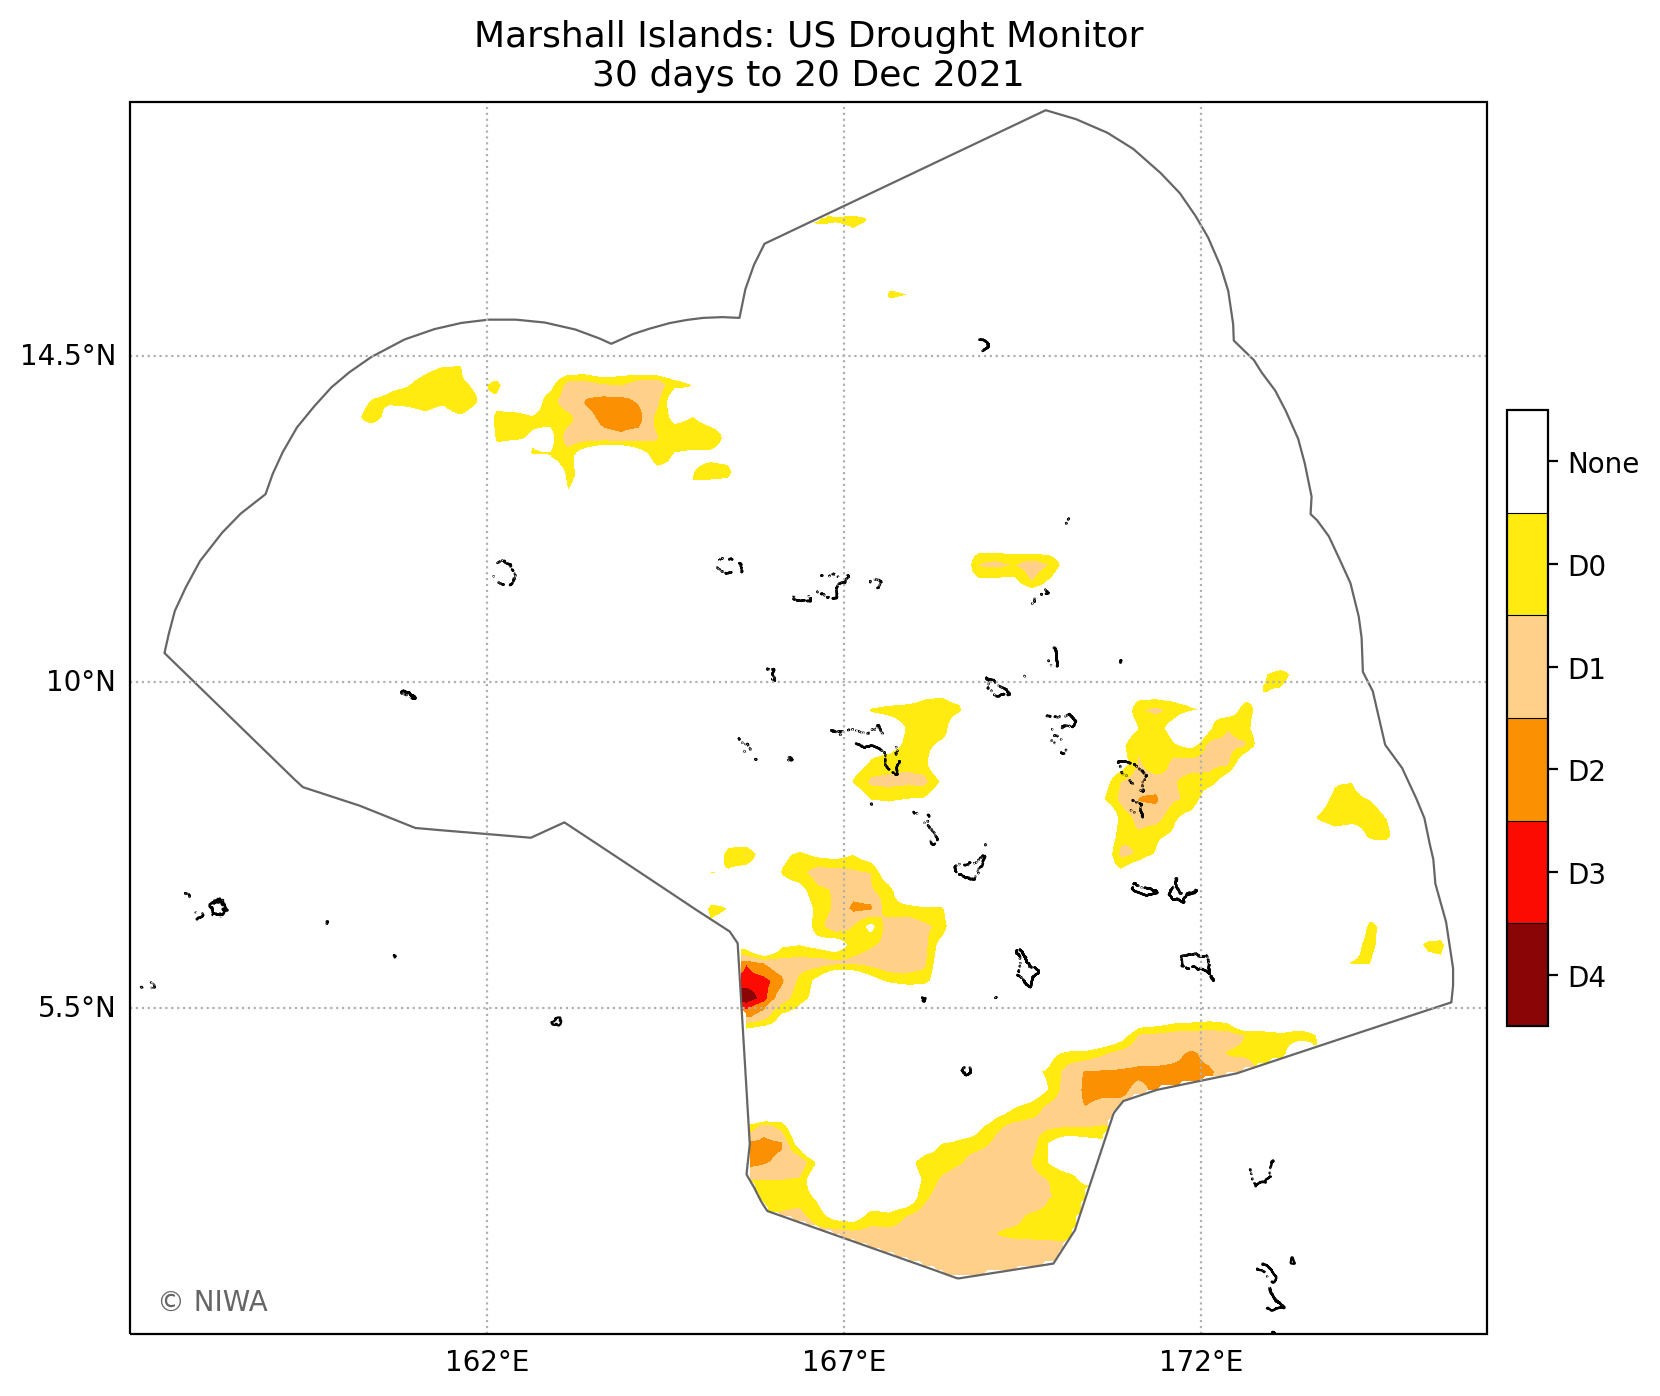 Marshall Islands: US Drought Monitor
30 days to 20 Dec 2021
14.5°N
10°N
5.5°N
162°E
167°E
172°E
None
D0
D1
D2
D3
D4
© NIWA